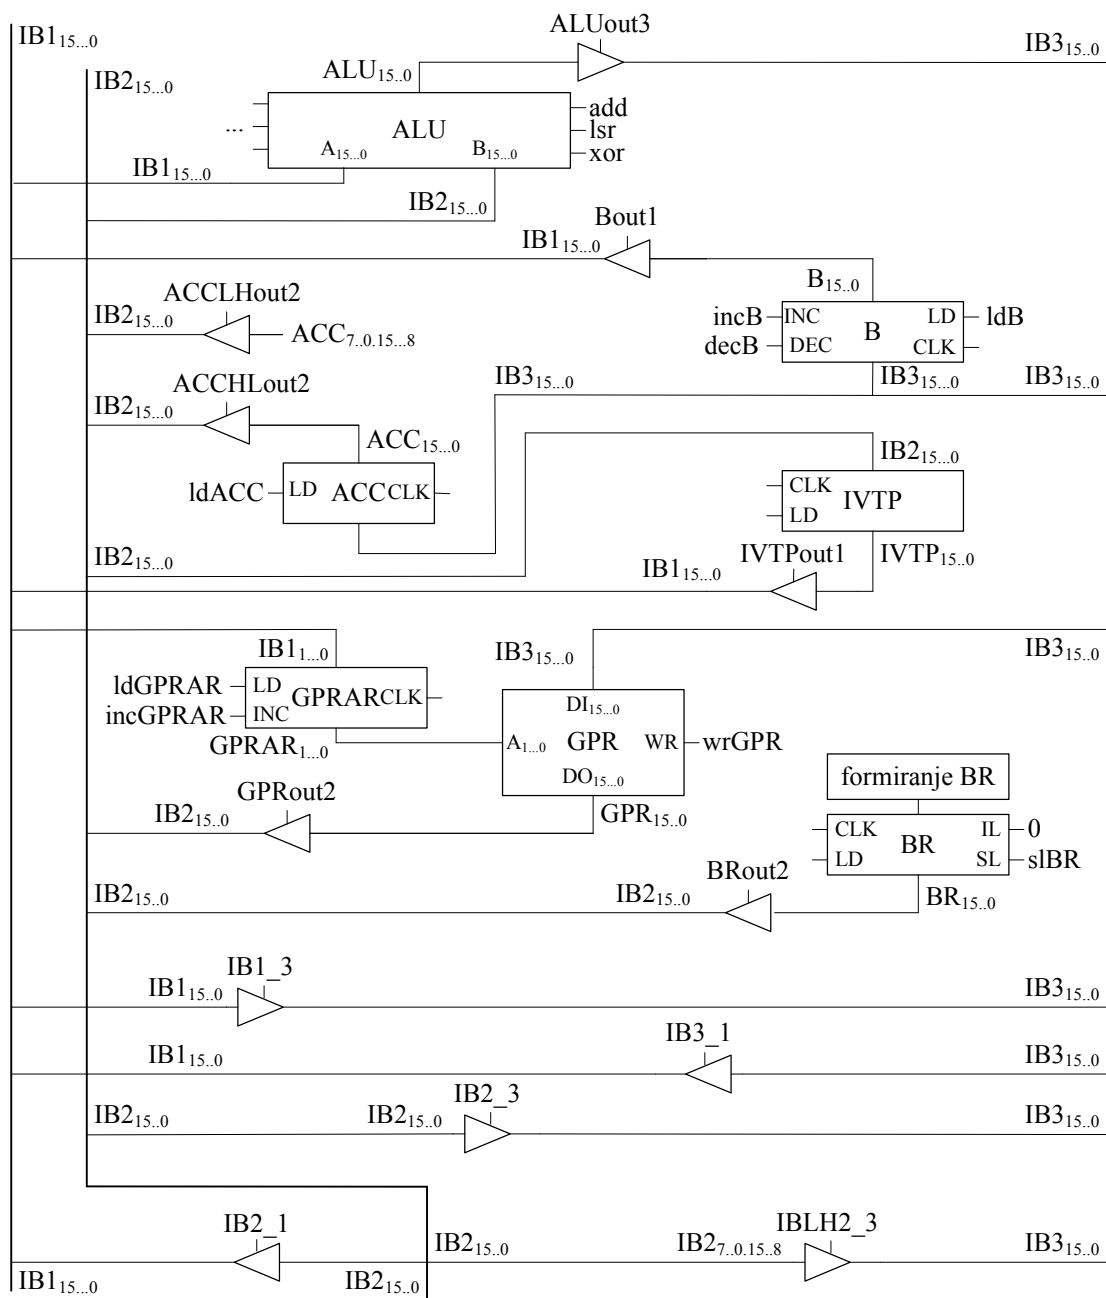 IB1₁₅...₀
ALUout3
IB3₁₅...₀
IB2₁₅...₀
ALU₁₅...₀
...
ALU
A₁₅...₀
B₁₅...₀
add
lsr
xor
IB1₁₅...₀
IB2₁₅...₀
Bout1
IB1₁₅...₀
B₁₅..₀
ACCLHout2
IB2₁₅...₀
ACC₇..₀.₁₅...₈
incB
INC
B
LD
ldB
decB
DEC
CLK
ACCHLout2
IB3₁₅...₀
IB3₁₅...₀
IB3₁₅...₀
IB2₁₅...₀
ACC₁₅...₀
IB2₁₅...₀
ldACC
LD
ACC
CLK
CLK
IVTP
LD
IB2₁₅...₀
IVTPout1
IVTP₁₅..₀
IB1₁₅...₀
IB1₁...₀
IB3₁₅...₀
IB3₁₅..₀
ldGPRAR
LD
GPRAR
CLK
incGPRAR
INC
GPRAR₁...₀
DI₁₅...₀
A₁...₀
GPR
WR
wrGPR
DO₁₅...₀
GPRout2
IB2₁₅..₀
GPR₁₅..₀
formiranje BR
CLK
BR
IL
0
LD
SL
slBR
BRout2
IB2₁₅..₀
IB2₁₅..₀
BR₁₅..₀
IB1_3
IB1₁₅..₀
IB3₁₅..₀
IB3_1
IB1₁₅..₀
IB3₁₅..₀
IB2_3
IB2₁₅..₀
IB2₁₅..₀
IB3₁₅..₀
IB2_1
IBLH2_3
IB2₁₅..₀
IB2₇..₀.₁₅..₈
IB3₁₅..₀
IB1₁₅...₀
IB2₁₅...₀